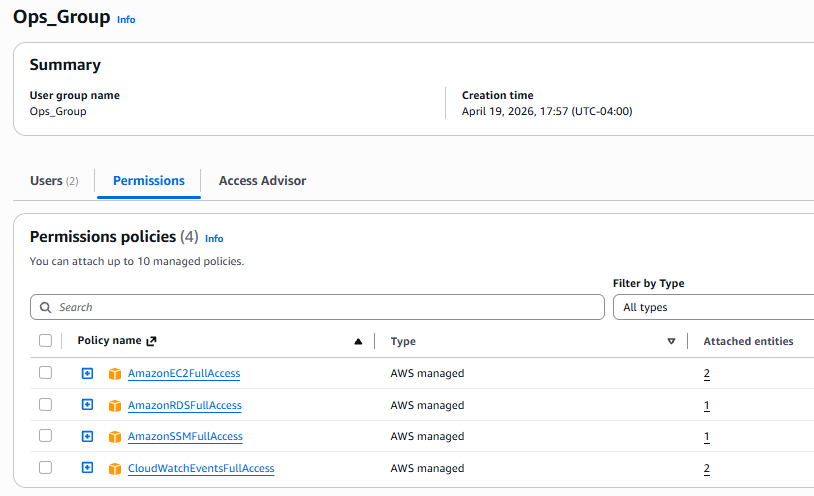 Ops_Group Info
Summary
User group name
Ops_Group
Creation time
April 19, 2026, 17:57 (UTC-04:00)
Users (2)
Permissions
Access Advisor
Permissions policies (4) Info
You can attach up to 10 managed policies.
Filter by Type
Search
All types
Policy name
Type
Attached entities
AmazonEC2FullAccess AWS managed 2
AmazonRDSFullAccess AWS managed 1
AmazonSSMFullAccess AWS managed 1
CloudWatchEventsFullAccess AWS managed 2